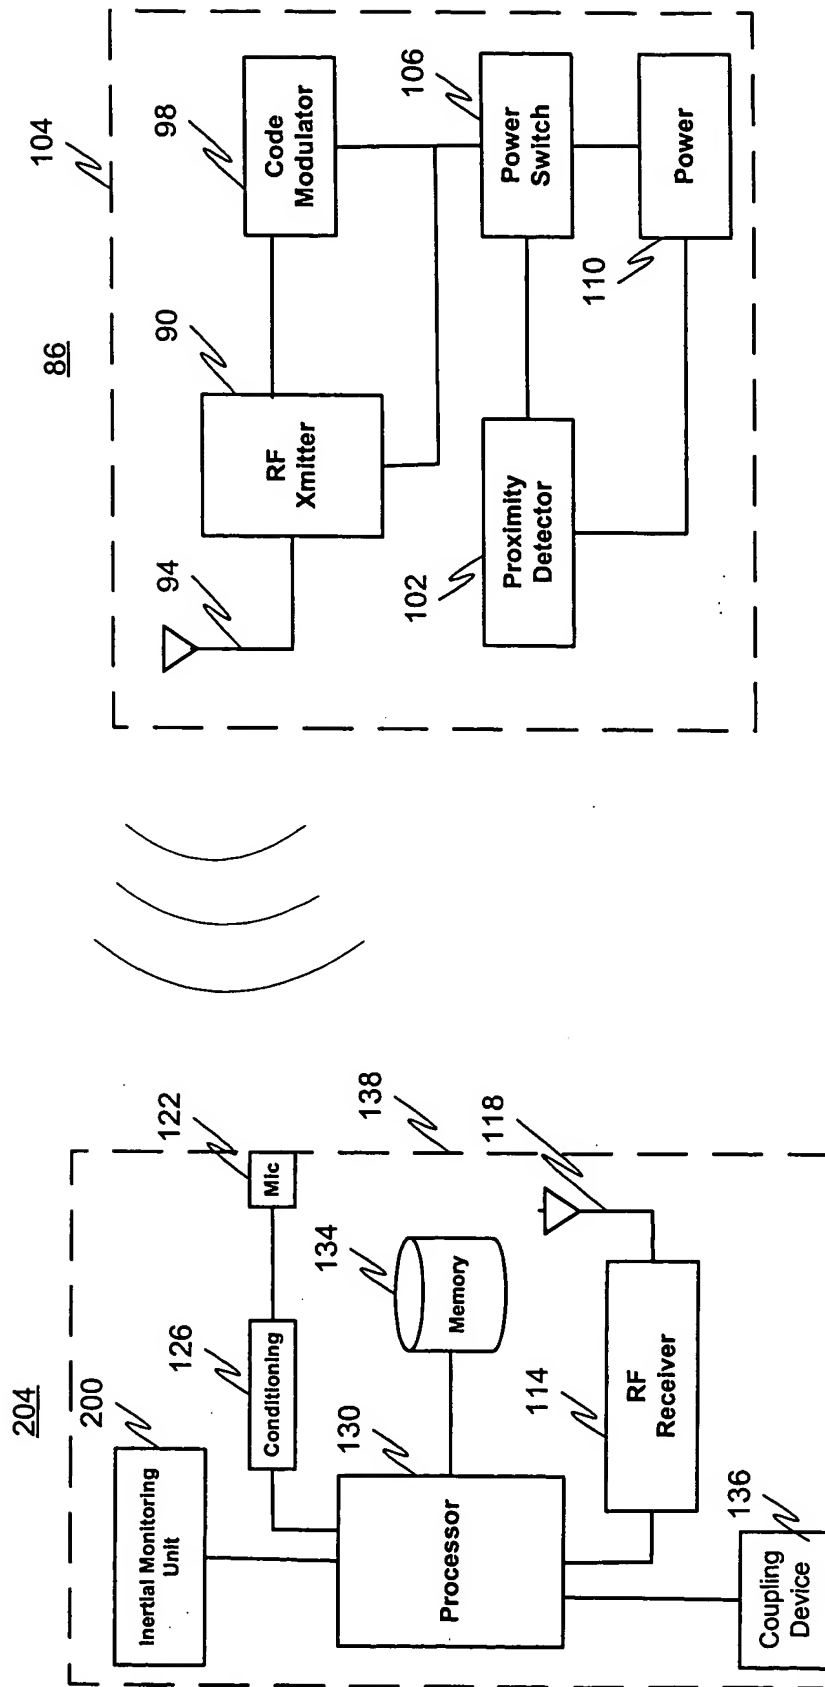 204
200
Inertial Monitoring
Unit
126
Conditioning
122
Mic
138
130
Processor
134
Memory
118
114
RF
Receiver
136
Coupling
Device
86
104
94
90
RF
Xmitter
98
Code
Modulator
102
Proximity
Detector
106
Power
Switch
110
Power